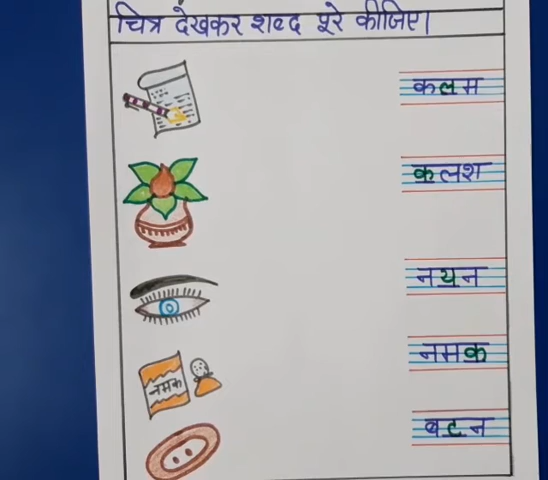 चित्र देखकर शब्द पूरे कीजिए।
कलम
कलश
नयन
नमक
नमक
बटन